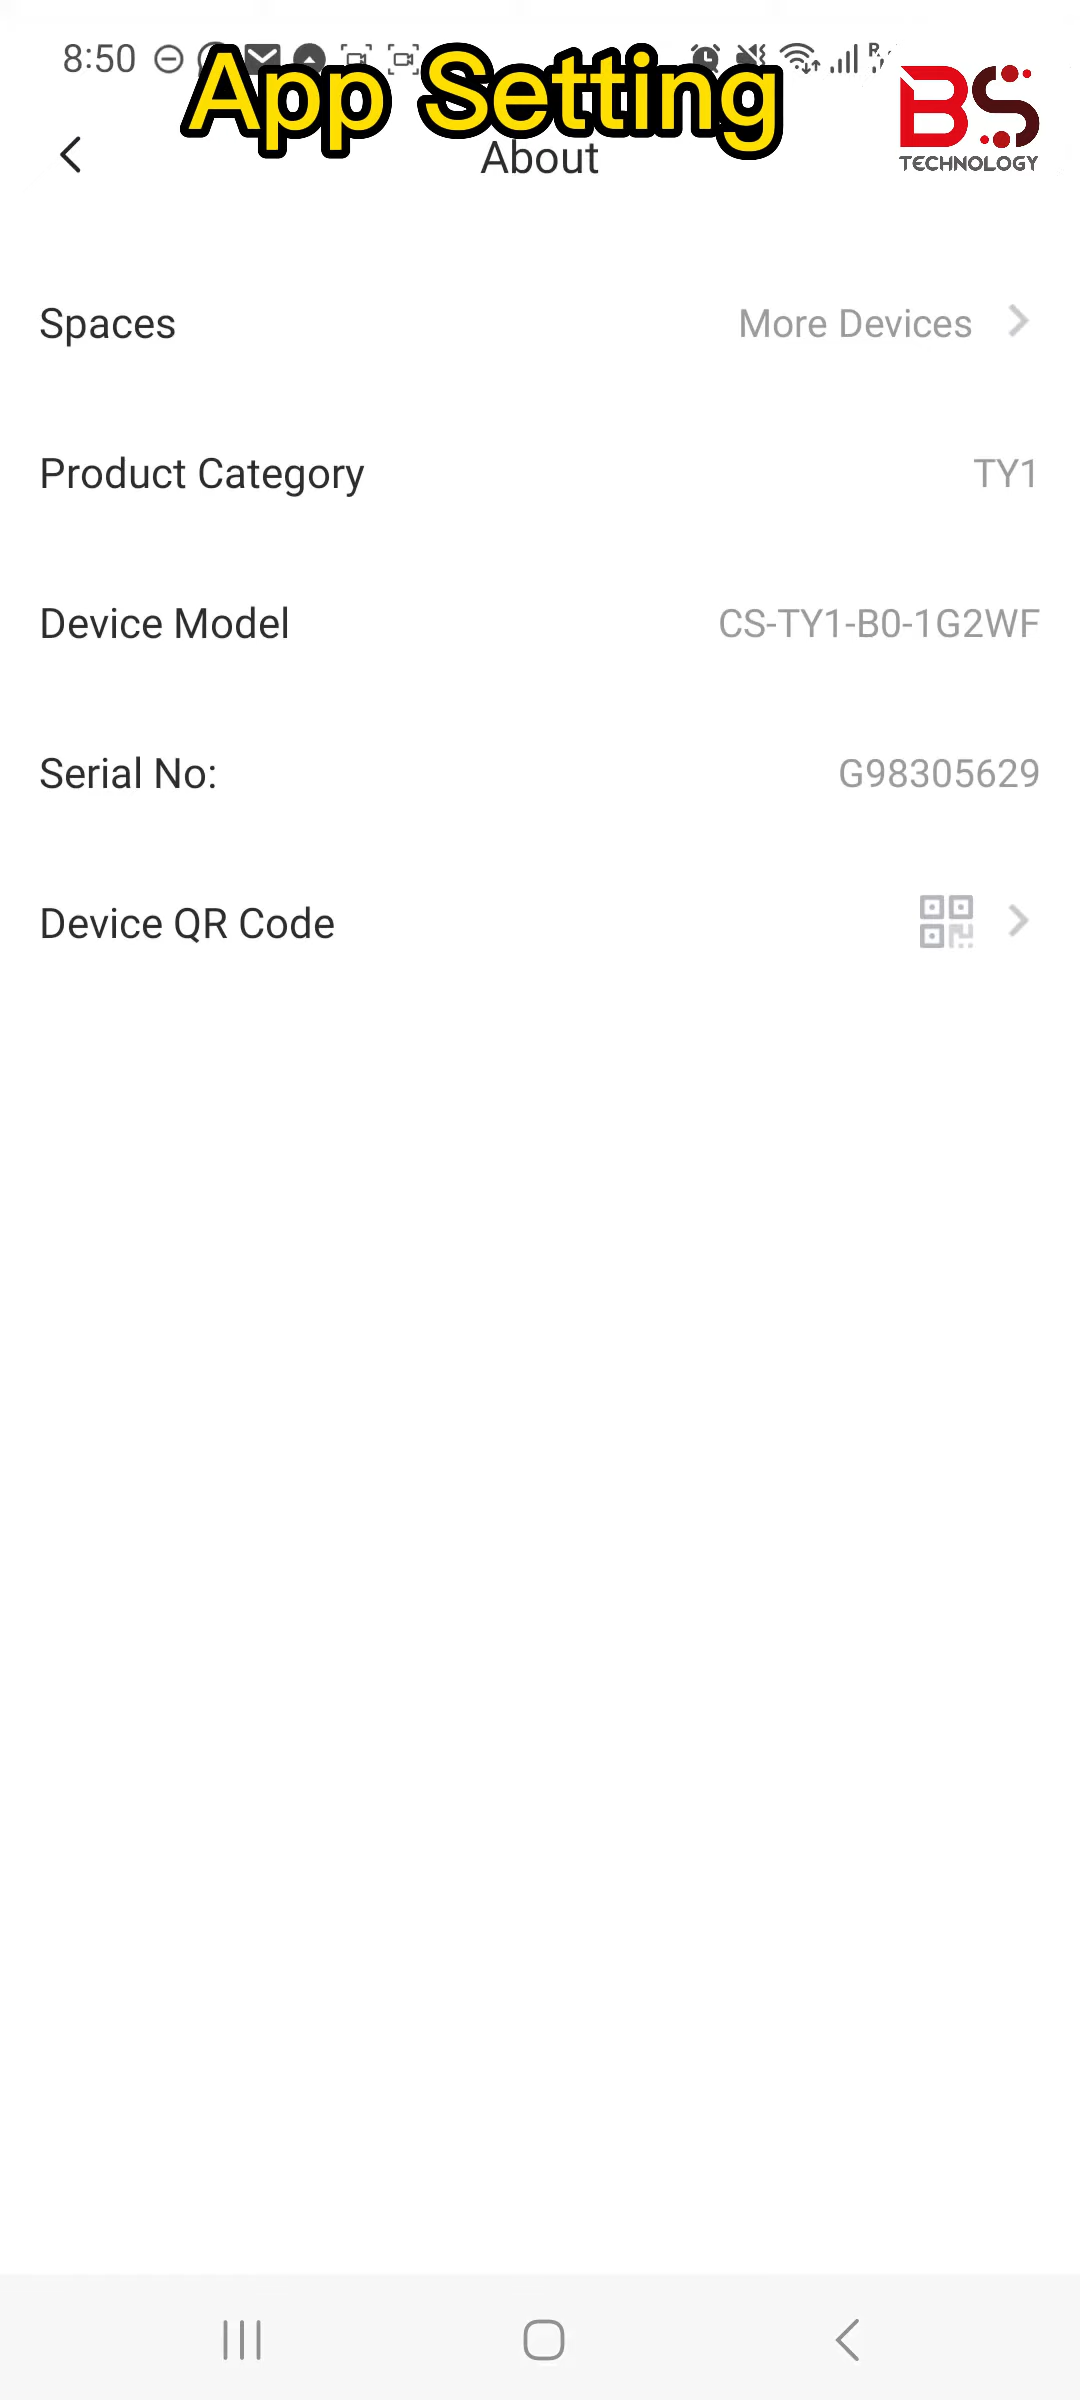 8:50
App Setting
BS
TECHNOLOGY
About
Spaces
More Devices
Product Category
TY1
Device Model
CS-TY1-B0-1G2WF
Serial No:
G98305629
Device QR Code